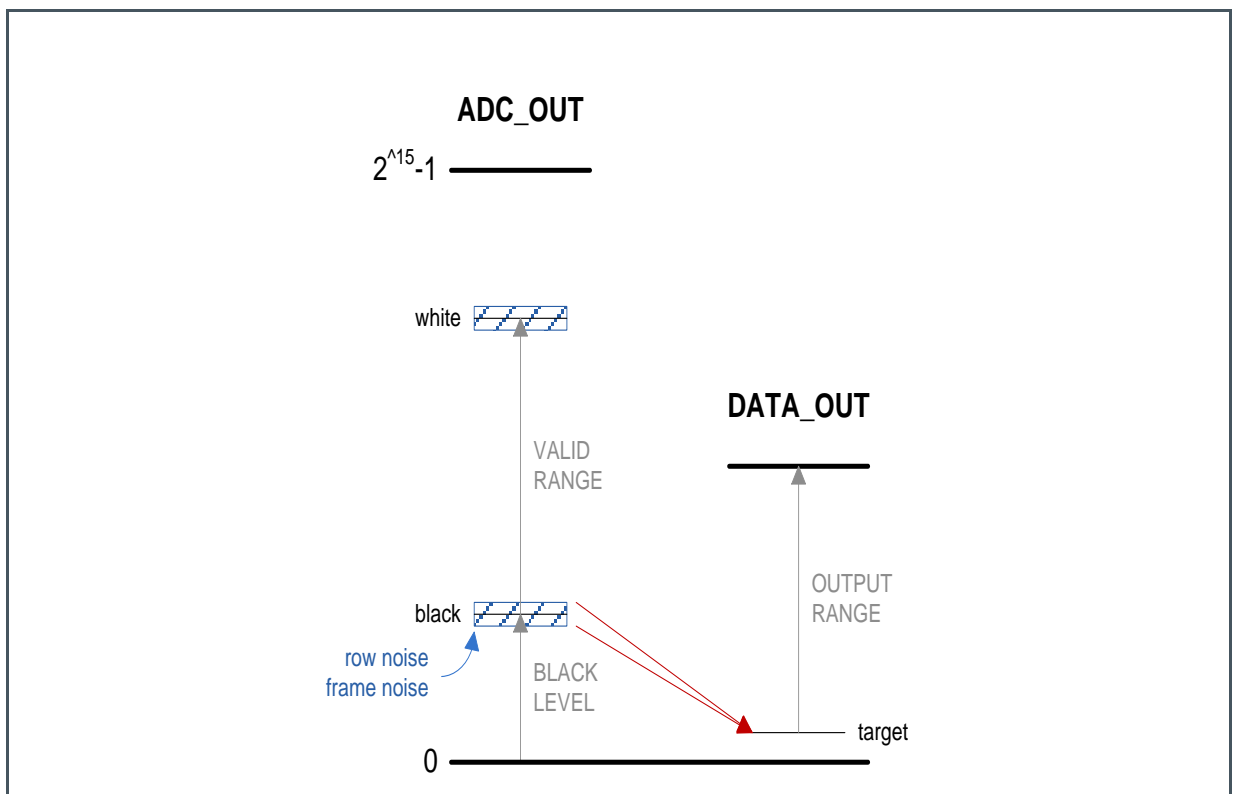 ADC_OUT
2^15-1
white
DATA_OUT
VALID
RANGE
OUTPUT
RANGE
black
row noise
frame noise
BLACK
LEVEL
target
0